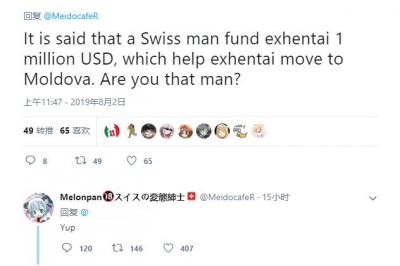 回复 @MeidocafeR
It is said that a Swiss man fund exhentai 1
million USD, which help exhentai move to
Moldova. Are you that man?
上午11:47 - 2019年8月2日
49 转推 65 喜欢
8 49 65
Melonpan🔞スイスの変態紳士🇨🇭 @MeidocafeR · 15小时
回复 @
Yup
120 146 407